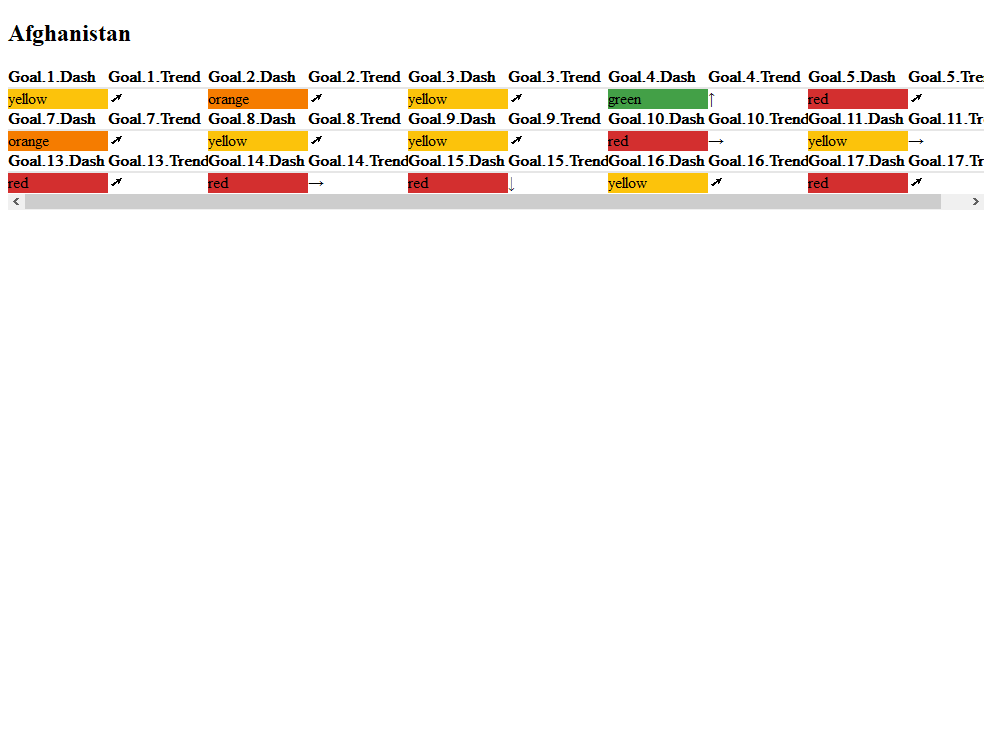 Afghanistan
Goal.1.Dash Goal.1.Trend Goal.2.Dash Goal.2.Trend Goal.3.Dash Goal.3.Trend Goal.4.Dash Goal.4.Trend Goal.5.Dash Goal.5.Tre
yellow ➚ orange ➚ yellow ➚ green ↑ red ➚
Goal.7.Dash Goal.7.Trend Goal.8.Dash Goal.8.Trend Goal.9.Dash Goal.9.Trend Goal.10.Dash Goal.10.Trend Goal.11.Dash Goal.11.Tr
orange ➚ yellow ➚ yellow ➚ red → yellow →
Goal.13.Dash Goal.13.Trend Goal.14.Dash Goal.14.Trend Goal.15.Dash Goal.15.Trend Goal.16.Dash Goal.16.Trend Goal.17.Dash Goal.17.T
red ➚ red → red ↓ yellow ➚ red ➚